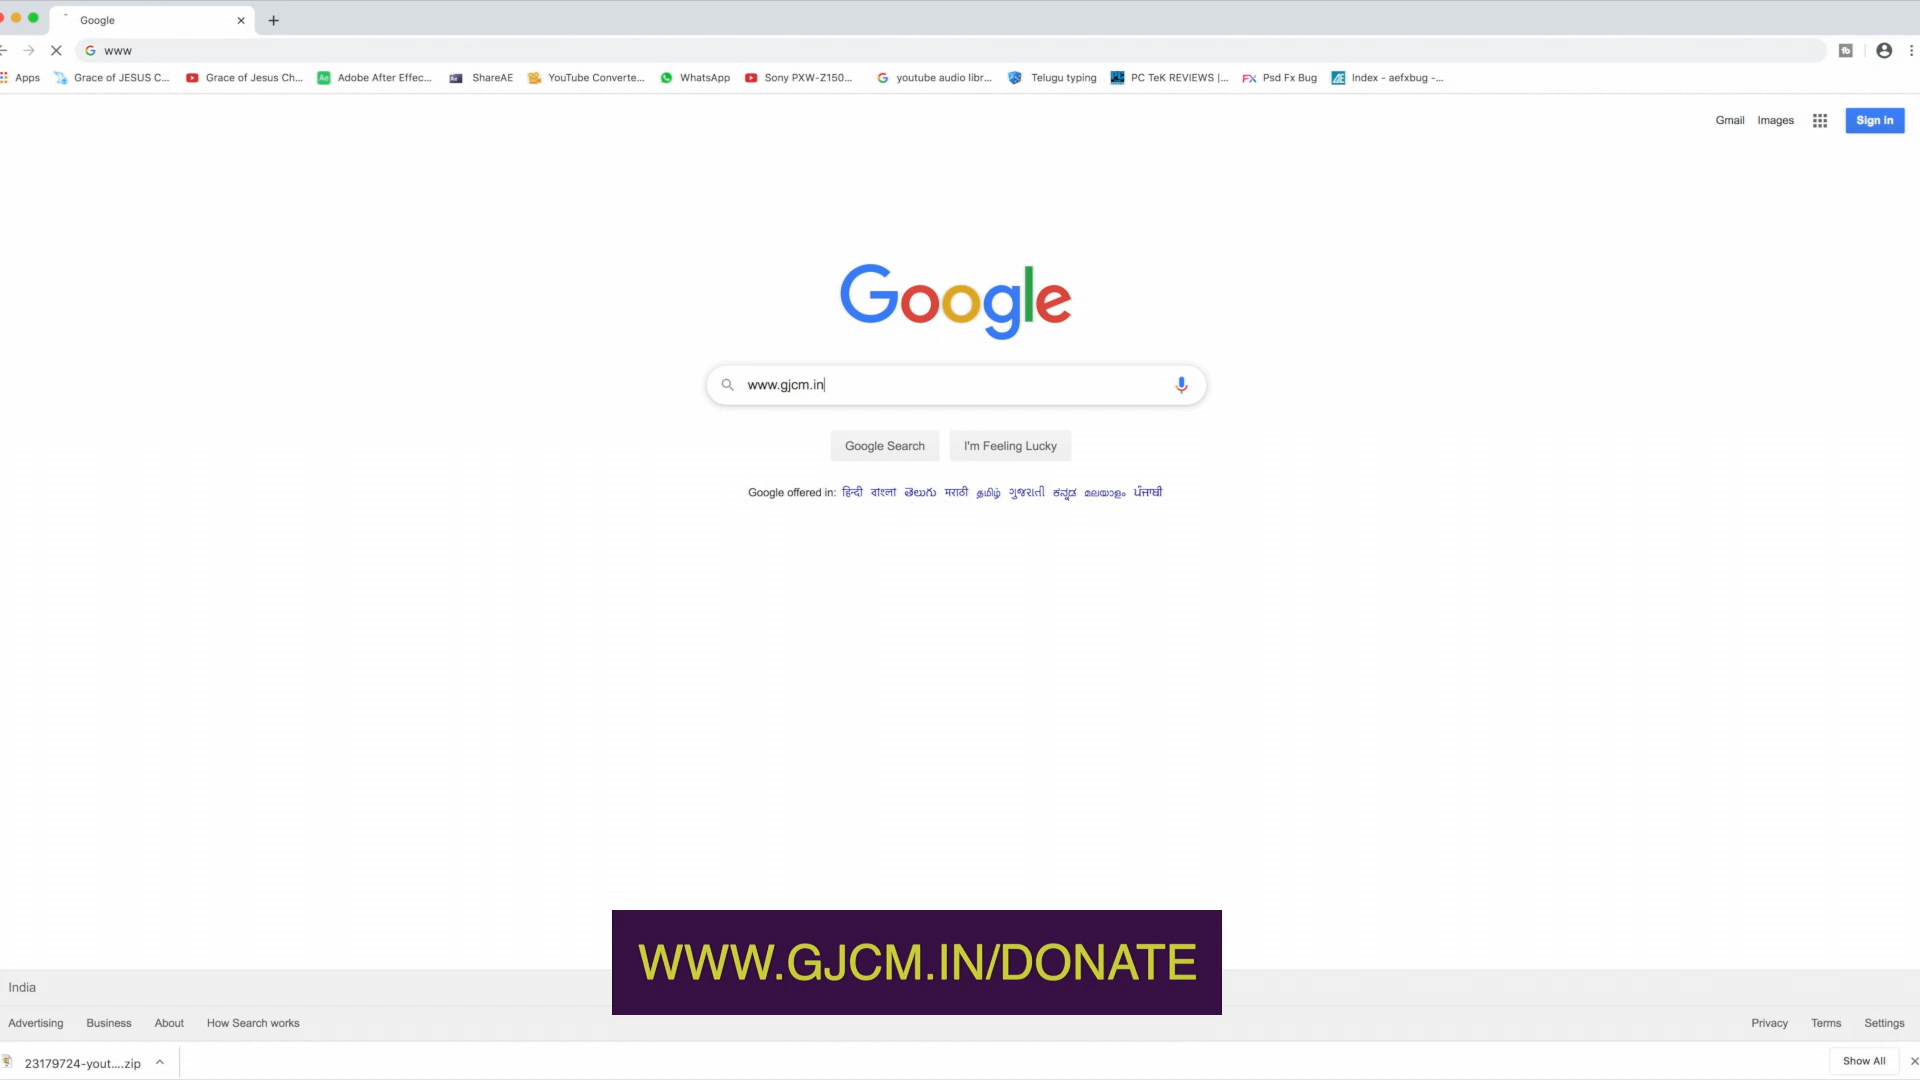 Google
www
Apps Grace of JESUS C... Grace of Jesus Ch... Adobe After Effec... ShareAE YouTube Converte... WhatsApp Sony PXW-Z150... youtube audio libr... Telugu typing PC TeK REVIEWS |... Psd Fx Bug Index - aefxbug -...
Gmail Images Sign in
Google
www.gjcm.in
Google Search I'm Feeling Lucky
Google offered in: हिन्दी বাংলা తెలుగు मराठी தமிழ் ગુજરાતી ಕನ್ನಡ മലയാളം ਪੰਜਾਬੀ
WWW.GJCM.IN/DONATE
India
Advertising Business About How Search works Privacy Terms Settings
23179724-yout....zip Show All